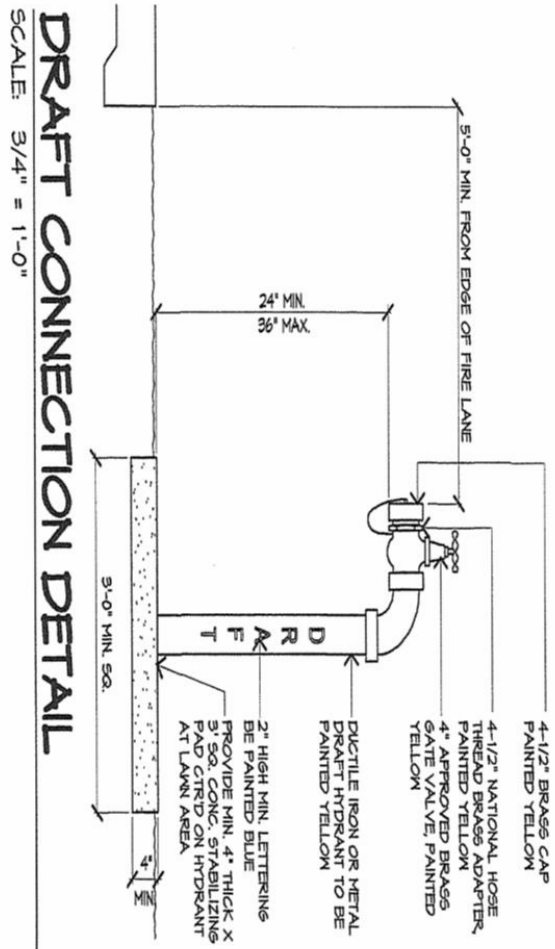 4-1/2" BRASS CAP
PAINTED YELLOW
4-1/2" NATIONAL HOSE
THREAD BRASS ADAPTER,
PAINTED YELLOW
4" APPROVED BRASS
GATE VALVE, PAINTED
YELLOW
5'-0" MIN. FROM EDGE OF FIRE LANE
24" MIN.
36" MAX.
DRAFT
DUCTILE IRON OR METAL
DRAFT HYDRANT TO BE
PAINTED YELLOW
2" HIGH MIN. LETTERING
BE PAINTED BLUE
PROVIDE MIN. 4" THICK X
3' SQ. CONC. STABILIZING
PAD CTR'D ON HYDRANT
AT LAWN AREA
3'-0" MIN. SQ.
4"
MIN
DRAFT CONNECTION DETAIL
SCALE: 3/4" = 1'-0"